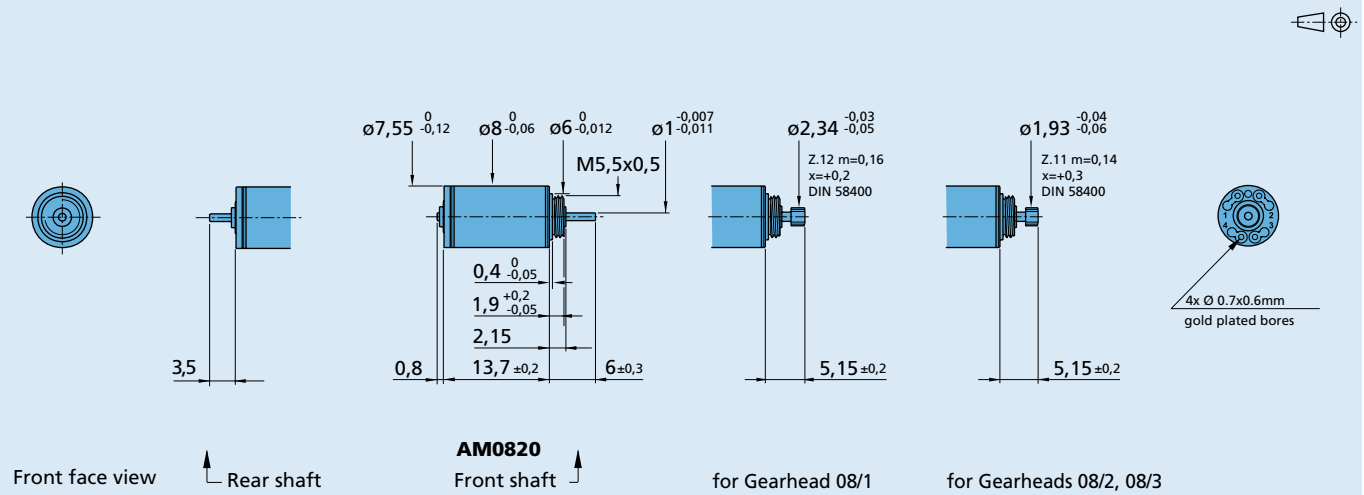 ø7,55 0 -0,12
ø8 0 -0,06
ø6 0 -0,012
ø1 -0,007 -0,011
M5,5x0,5
ø2,34 -0,03 -0,05
Z.12 m=0,16
x=+0,2
DIN 58400
ø1,93 -0,04 -0,06
Z.11 m=0,14
x=+0,3
DIN 58400
1 2
4 3
0,4 0 -0,05
1,9 +0,2 -0,05
2,15
4x Ø 0.7x0.6mm
gold plated bores
3,5
0,8
13,7 ±0,2
6±0,3
5,15 ±0,2
5,15 ±0,2
AM0820
Front face view
Rear shaft
Front shaft
for Gearhead 08/1
for Gearheads 08/2, 08/3